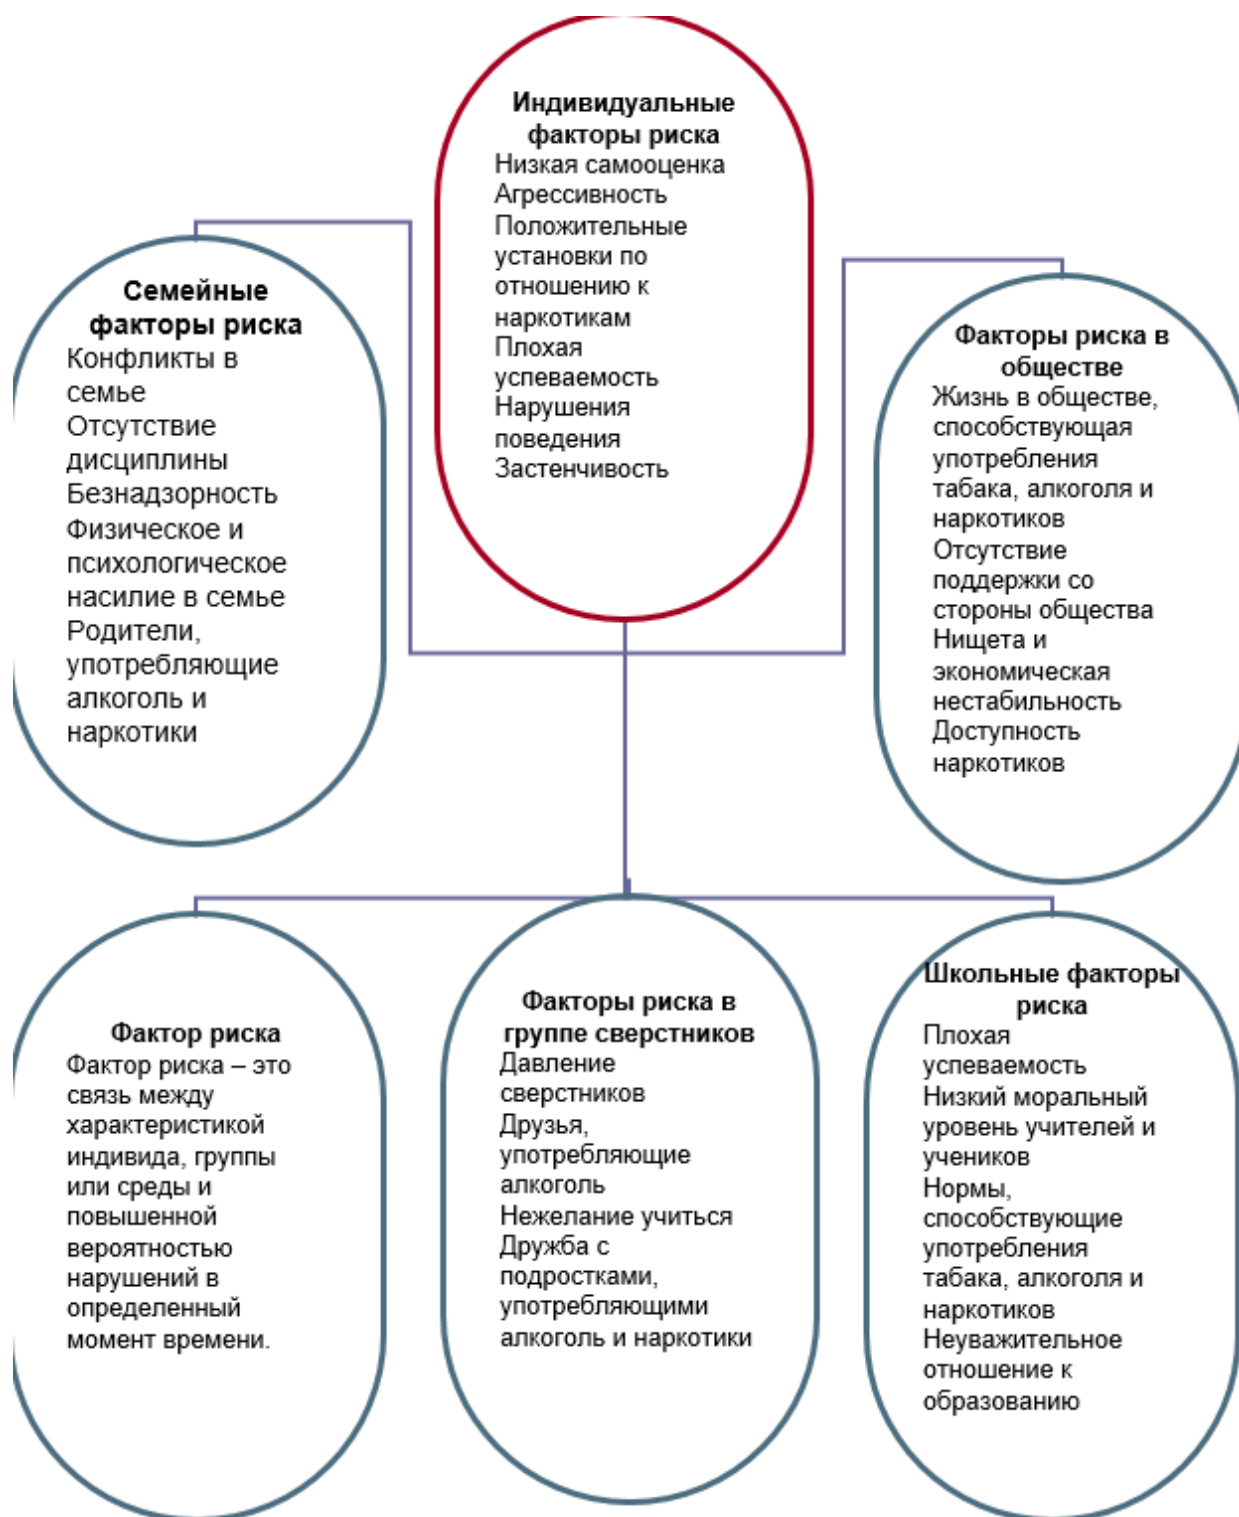 Индивидуальные
факторы риска
Низкая самооценка
Агрессивность
Положительные
установки по
отношению к
наркотикам
Плохая
успеваемость
Нарушения
поведения
Застенчивость
Семейные
факторы риска
Конфликты в
семье
Отсутствие
дисциплины
Безнадзорность
Физическое и
психологическое
насилие в семье
Родители,
употребляющие
алкоголь и
наркотики
Факторы риска в
обществе
Жизнь в обществе,
способствующая
употребления
табака, алкоголя и
наркотиков
Отсутствие
поддержки со
стороны общества
Нищета и
экономическая
нестабильность
Доступность
наркотиков
Фактор риска
Фактор риска – это
связь между
характеристикой
индивида, группы
или среды и
повышенной
вероятностью
нарушений в
определенный
момент времени.
Факторы риска в
группе сверстников
Давление
сверстников
Друзья,
употребляющие
алкоголь
Нежелание учиться
Дружба с
подростками,
употребляющими
алкоголь и наркотики
Школьные факторы
риска
Плохая
успеваемость
Низкий моральный
уровень учителей и
учеников
Нормы,
способствующие
употребления
табака, алкоголя и
наркотиков
Неуважительное
отношение к
образованию